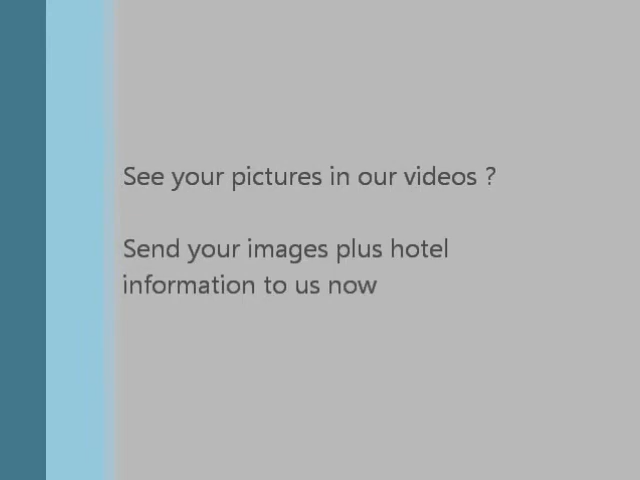 See your pictures in our videos ?
Send your images plus hotel
information to us now